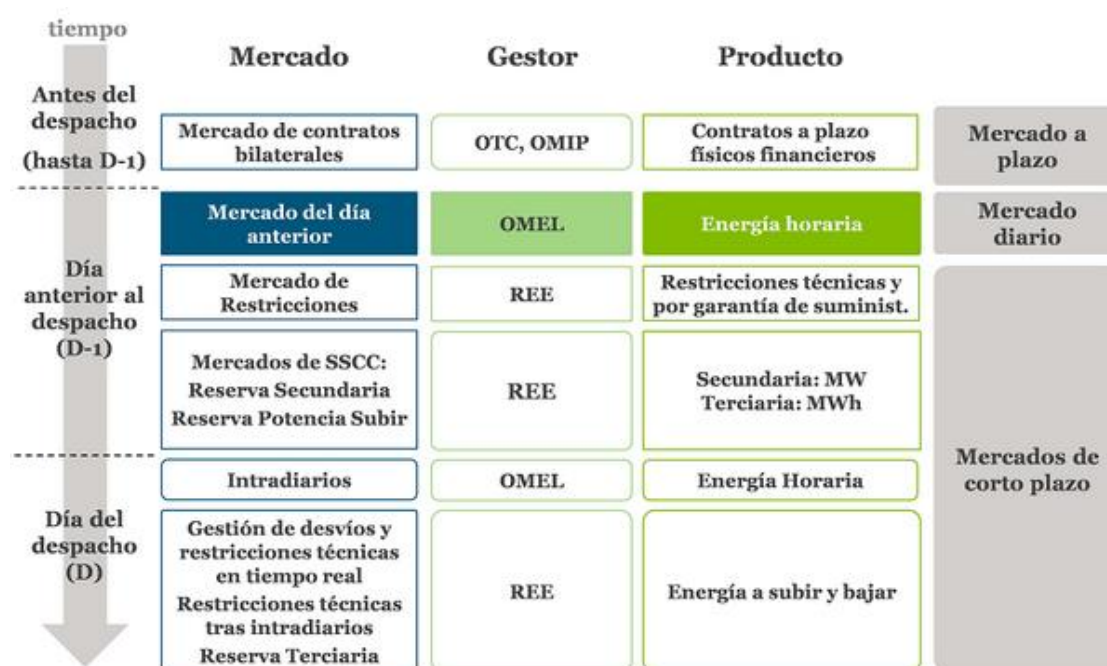 tiempo
Mercado
Gestor
Producto
Antes del
despacho
(hasta D-1)
Mercado de contratos
bilaterales
OTC, OMIP
Contratos a plazo
físicos financieros
Mercado a
plazo
Mercado del día
anterior
OMEL
Energía horaria
Mercado
diario
Día
anterior al
despacho
(D-1)
Mercado de
Restricciones
REE
Restricciones técnicas y
por garantía de suminist.
Mercados de SSCC:
Reserva Secundaria
Reserva Potencia Subir
REE
Secundaria: MW
Terciaria: MWh
Mercados de
corto plazo
Intradiarios
OMEL
Energía Horaria
Día del
despacho
(D)
Gestión de desvíos y
restricciones técnicas
en tiempo real
Restricciones técnicas
tras intradiarios
Reserva Terciaria
REE
Energía a subir y bajar